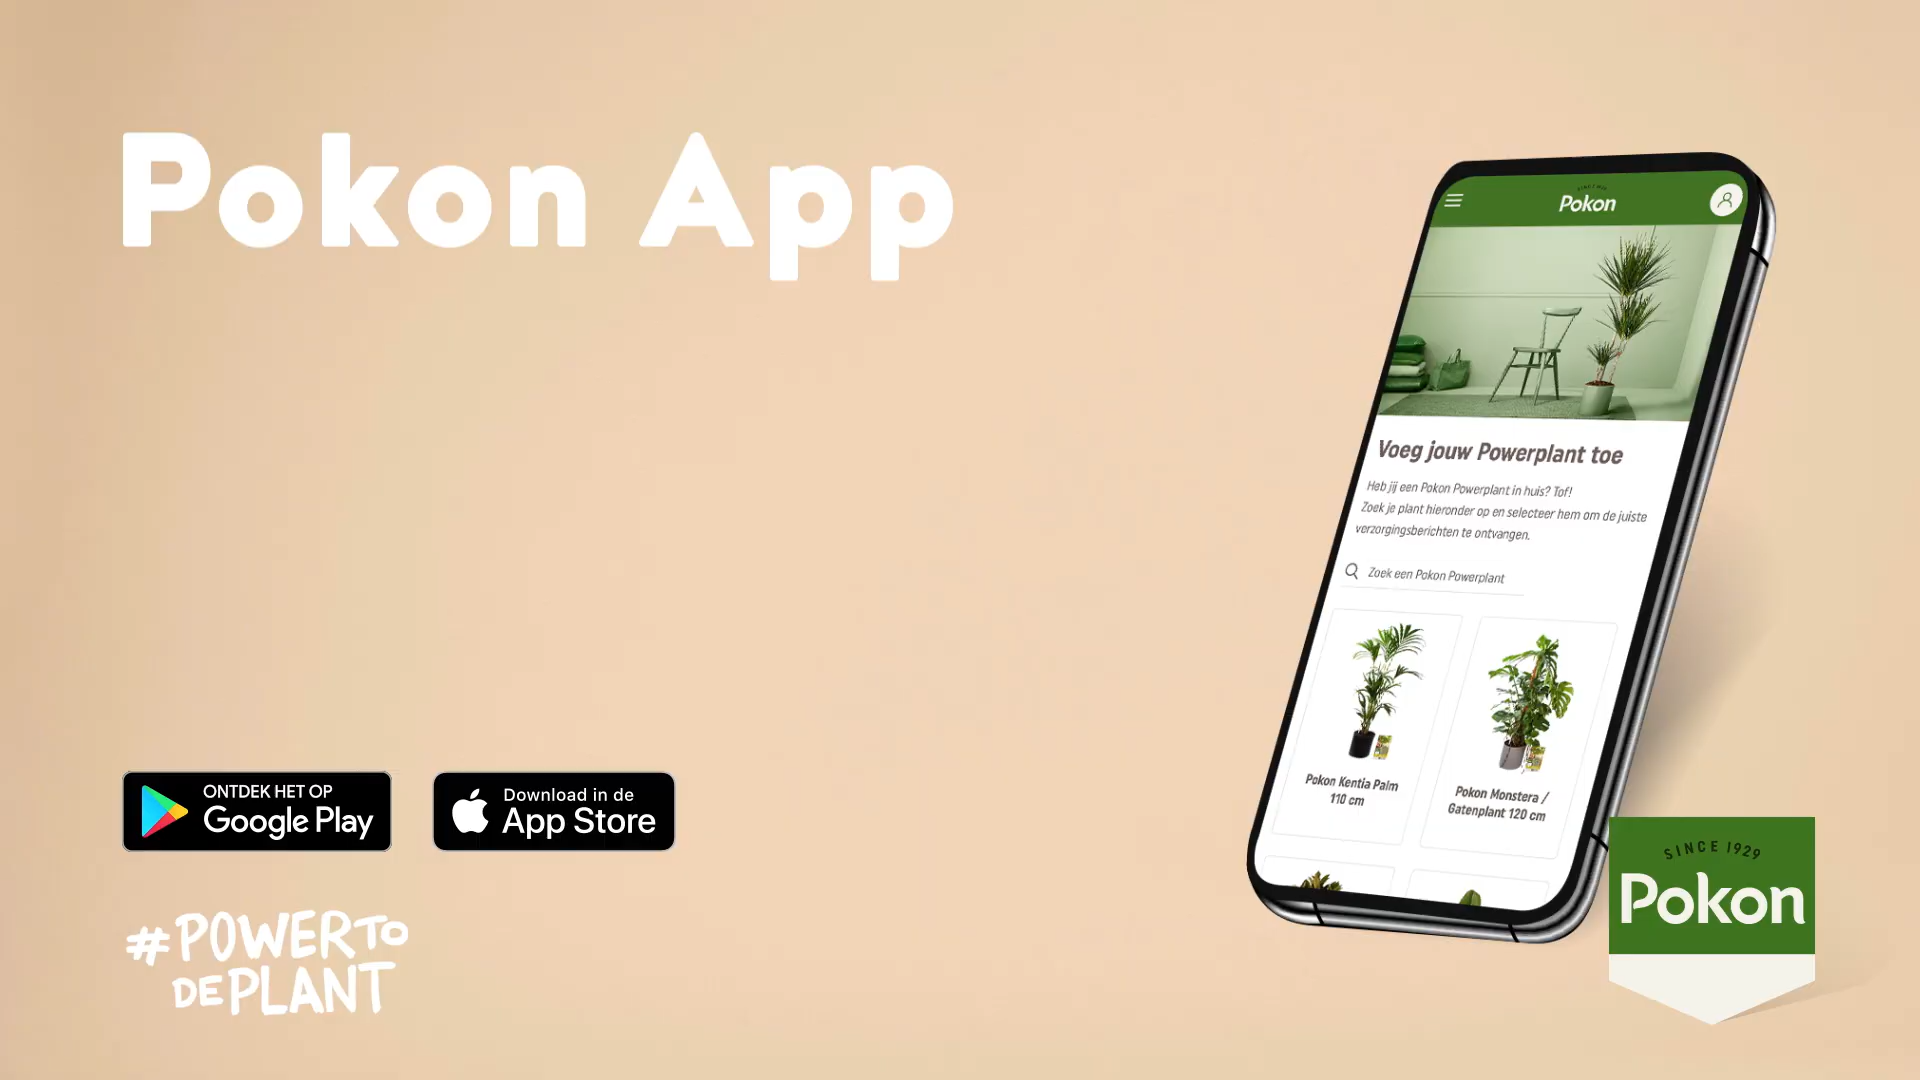 Pokon App
SINCE 1929
Pokon
Voeg jouw Powerplant toe
Heb jij een Pokon Powerplant in huis? Tof!
Zoek je plant hieronder op en selecteer hem om de juiste
verzorgingsberichten te ontvangen.
Zoek een Pokon Powerplant
Pokon Kentia Palm
110 cm
Pokon Monstera /
Gatenplant 120 cm
ONTDEK HET OP
Google Play
Download in de
App Store
#POWERTO
DEPLANT
SINCE 1929
Pokon